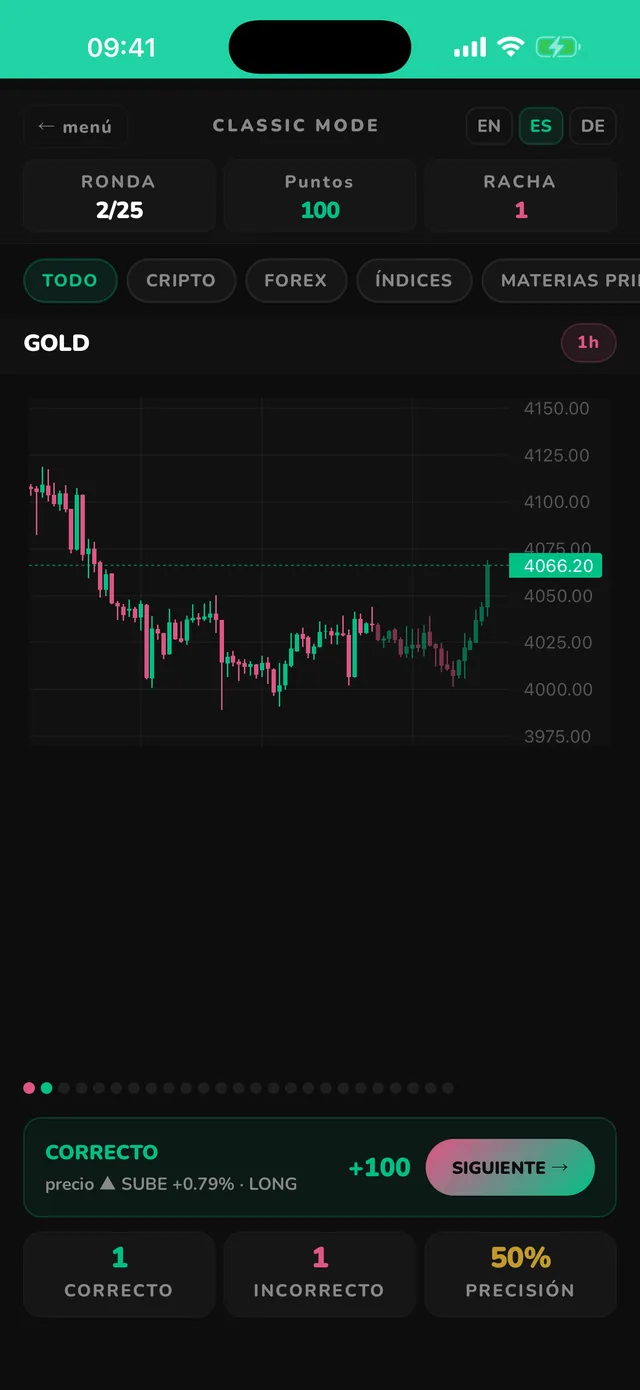 09:41
← menú
CLASSIC MODE
EN
ES
DE
RONDA
2/25
Puntos
100
RACHA
1
TODO
CRIPTO
FOREX
ÍNDICES
MATERIAS PRI
GOLD
1h
4150.00
4125.00
4100.00
4075.00
4066.20
4050.00
4025.00
4000.00
3975.00
CORRECTO
precio ▲ SUBE +0.79% · LONG
+100
SIGUIENTE →
1
CORRECTO
1
INCORRECTO
50%
PRECISIÓN